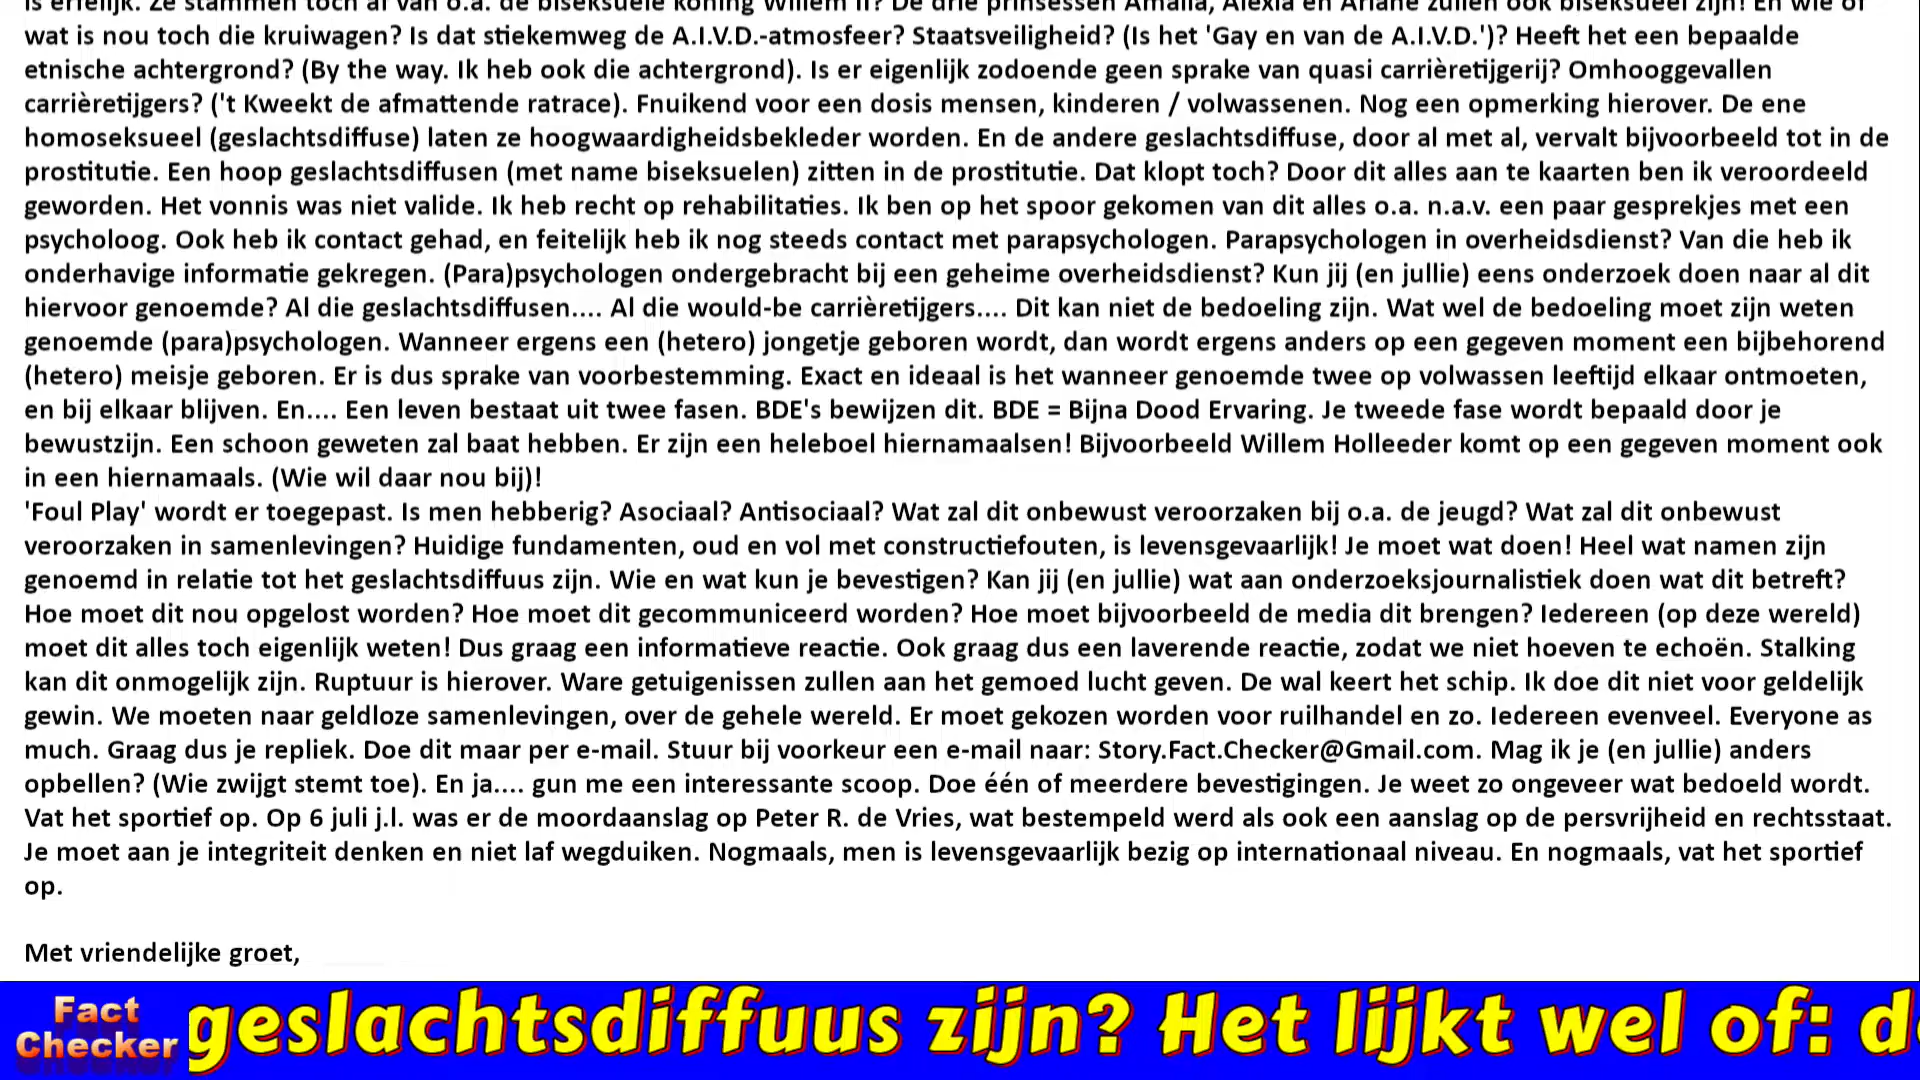 is erfelijk. Ze stammen toch af van o.a. de biseksuele koning Willem II? De drie prinsessen Amalia, Alexia en Ariane zullen ook biseksueel zijn! En wie of
wat is nou toch die kruiwagen? Is dat stiekemweg de A.I.V.D.-atmosfeer? Staatsveiligheid? (Is het 'Gay en van de A.I.V.D.')? Heeft het een bepaalde
etnische achtergrond? (By the way. Ik heb ook die achtergrond). Is er eigenlijk zodoende geen sprake van quasi carrièretijgerij? Omhooggevallen
carrièretijgers? ('t Kweekt de afmattende ratrace). Fnuikend voor een dosis mensen, kinderen / volwassenen. Nog een opmerking hierover. De ene
homoseksueel (geslachtsdiffuse) laten ze hoogwaardigheidsbekleder worden. En de andere geslachtsdiffuse, door al met al, vervalt bijvoorbeeld tot in de
prostitutie. Een hoop geslachtsdiffusen (met name biseksuelen) zitten in de prostitutie. Dat klopt toch? Door dit alles aan te kaarten ben ik veroordeeld
geworden. Het vonnis was niet valide. Ik heb recht op rehabilitaties. Ik ben op het spoor gekomen van dit alles o.a. n.a.v. een paar gesprekjes met een
psycholoog. Ook heb ik contact gehad, en feitelijk heb ik nog steeds contact met parapsychologen. Parapsychologen in overheidsdienst? Van die heb ik
onderhavige informatie gekregen. (Para)psychologen ondergebracht bij een geheime overheidsdienst? Kun jij (en jullie) eens onderzoek doen naar al dit
hiervoor genoemde? Al die geslachtsdiffusen.... Al die would-be carrièretijgers.... Dit kan niet de bedoeling zijn. Wat wel de bedoeling moet zijn weten
genoemde (para)psychologen. Wanneer ergens een (hetero) jongetje geboren wordt, dan wordt ergens anders op een gegeven moment een bijbehorend
(hetero) meisje geboren. Er is dus sprake van voorbestemming. Exact en ideaal is het wanneer genoemde twee op volwassen leeftijd elkaar ontmoeten,
en bij elkaar blijven. En.... Een leven bestaat uit twee fasen. BDE's bewijzen dit. BDE = Bijna Dood Ervaring. Je tweede fase wordt bepaald door je
bewustzijn. Een schoon geweten zal baat hebben. Er zijn een heleboel hiernamaalsen! Bijvoorbeeld Willem Holleeder komt op een gegeven moment ook
in een hiernamaals. (Wie wil daar nou bij)!
'Foul Play' wordt er toegepast. Is men hebberig? Asociaal? Antisociaal? Wat zal dit onbewust veroorzaken bij o.a. de jeugd? Wat zal dit onbewust
veroorzaken in samenlevingen? Huidige fundamenten, oud en vol met constructiefouten, is levensgevaarlijk! Je moet wat doen! Heel wat namen zijn
genoemd in relatie tot het geslachtsdiffuus zijn. Wie en wat kun je bevestigen? Kan jij (en jullie) wat aan onderzoeksjournalistiek doen wat dit betreft?
Hoe moet dit nou opgelost worden? Hoe moet dit gecommuniceerd worden? Hoe moet bijvoorbeeld de media dit brengen? Iedereen (op deze wereld)
moet dit alles toch eigenlijk weten! Dus graag een informatieve reactie. Ook graag dus een laverende reactie, zodat we niet hoeven te echoën. Stalking
kan dit onmogelijk zijn. Ruptuur is hierover. Ware getuigenissen zullen aan het gemoed lucht geven. De wal keert het schip. Ik doe dit niet voor geldelijk
gewin. We moeten naar geldloze samenlevingen, over de gehele wereld. Er moet gekozen worden voor ruilhandel en zo. Iedereen evenveel. Everyone as
much. Graag dus je repliek. Doe dit maar per e-mail. Stuur bij voorkeur een e-mail naar: Story.Fact.Checker@Gmail.com. Mag ik je (en jullie) anders
opbellen? (Wie zwijgt stemt toe). En ja.... gun me een interessante scoop. Doe één of meerdere bevestigingen. Je weet zo ongeveer wat bedoeld wordt.
Vat het sportief op. Op 6 juli j.l. was er de moordaanslag op Peter R. de Vries, wat bestempeld werd als ook een aanslag op de persvrijheid en rechtsstaat.
Je moet aan je integriteit denken en niet laf wegduiken. Nogmaals, men is levensgevaarlijk bezig op internationaal niveau. En nogmaals, vat het sportief
op.
Met vriendelijke groet,
Fact
Checker
geslachtsdiffuus zijn? Het lijkt wel of: d